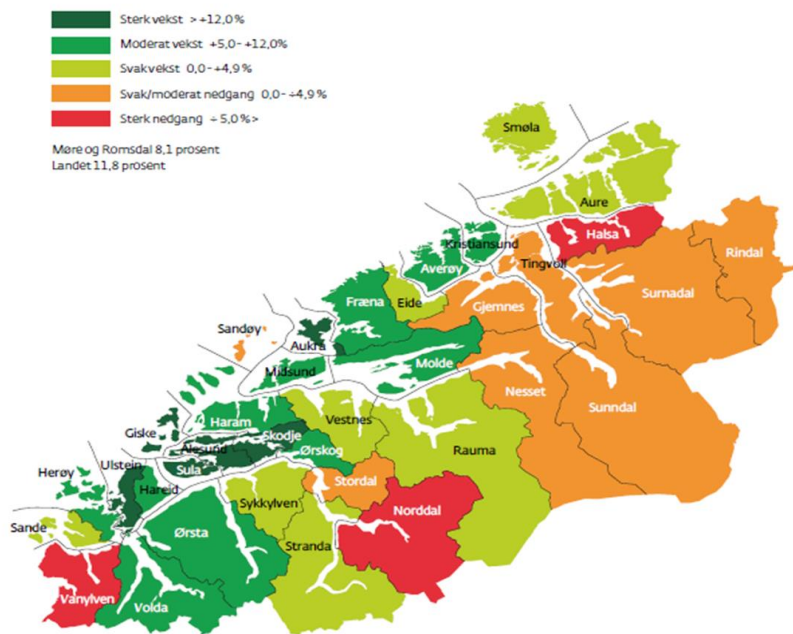 Sterk vekst > +12,0%
Moderat vekst +5,0- +12,0%
Svak vekst 0,0- +4,9%
Svak/moderat nedgang 0,0- ÷4,9%
Sterk nedgang ÷5,0%>
Møre og Romsdal 8,1 prosent
Landet 11,8 prosent
Smøla
Aure
Halsa
Kristiansund
Rindal
Averøy
Tingvoll
Surnadal
Fræna
Eide
Gjemnes
Sandøy
Aukra
Midsund
Molde
Nesset
Sunndal
Haram
Vestnes
Rauma
Giske
Skodje
Ålesund
Ørskog
Ulstein
Sula
Herøy
Hareid
Stordal
Sykkylven
Norddal
Sande
Ørsta
Stranda
Vanylven
Volda